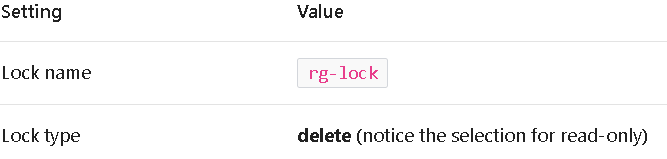 Setting Value
Lock name rg-lock
Lock type delete (notice the selection for read-only)